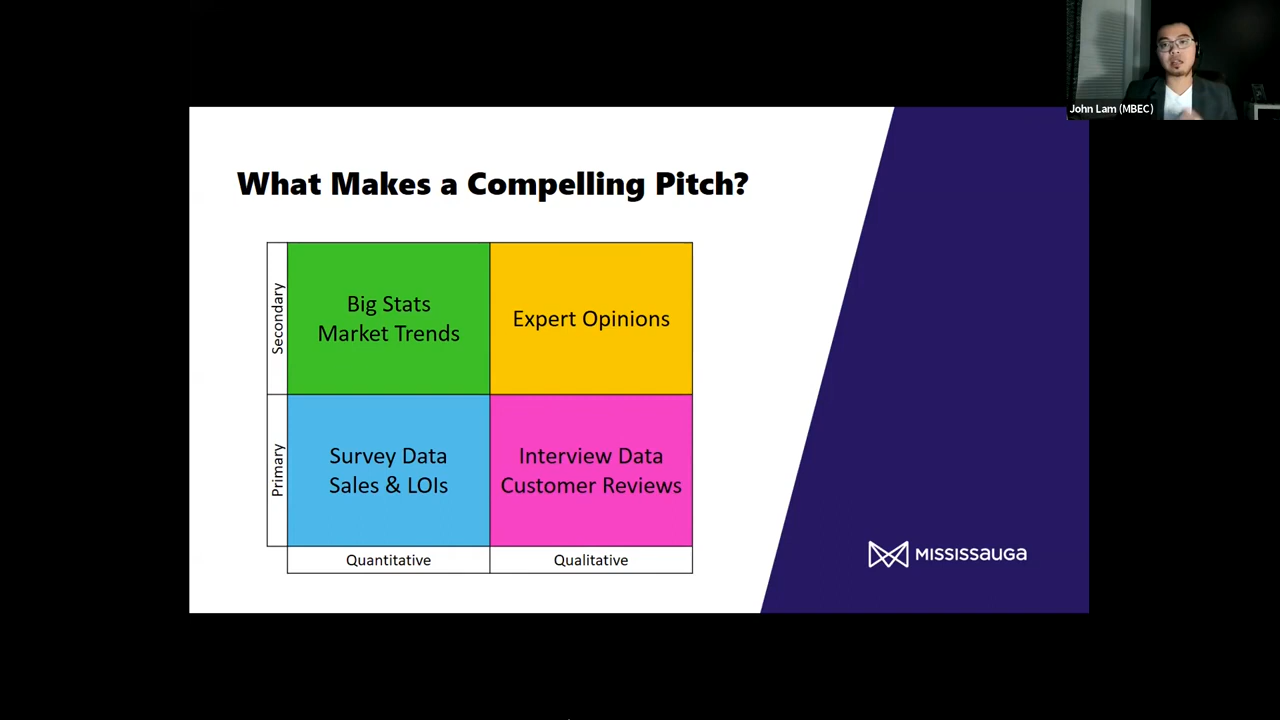 John Lam (MBEC)
What Makes a Compelling Pitch?
Secondary
Big Stats
Market Trends
Expert Opinions
Primary
Survey Data
Sales & LOIs
Interview Data
Customer Reviews
Quantitative
Qualitative
MISSISSAUGA